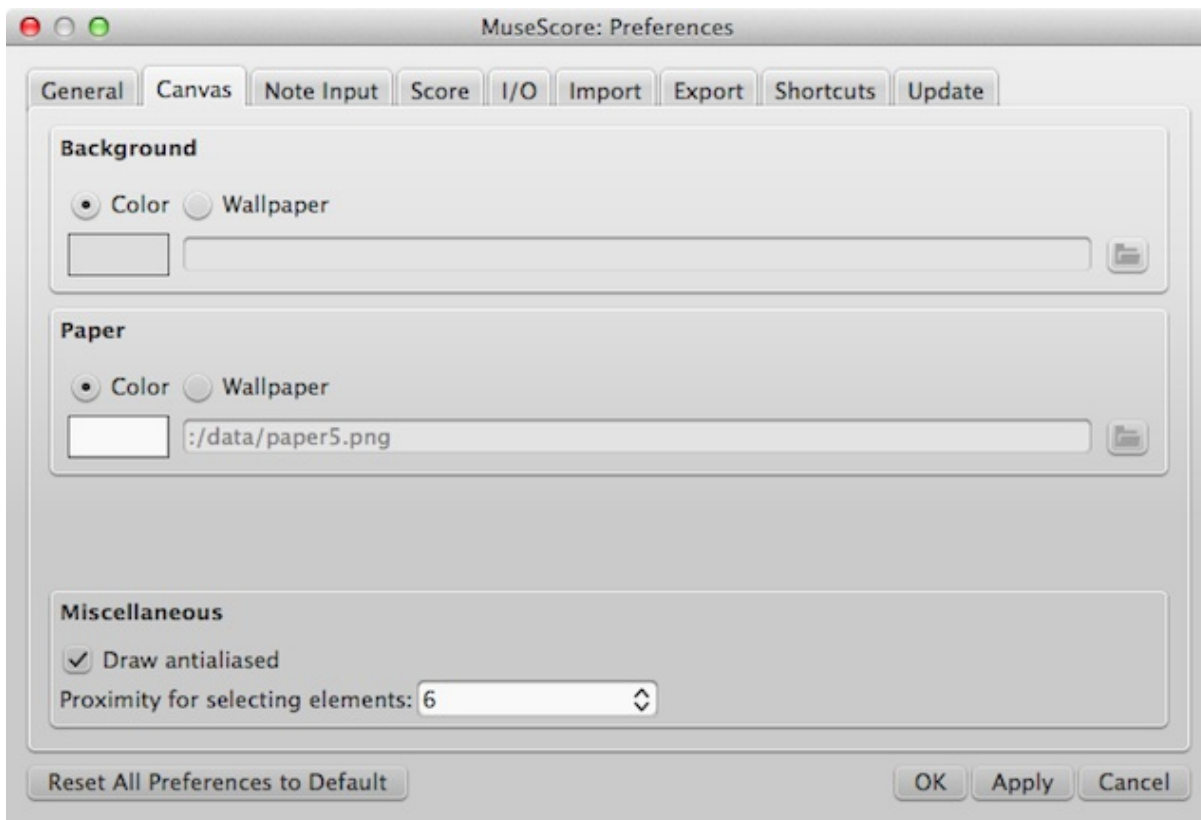 MuseScore: Preferences
General Canvas Note Input Score I/O Import Export Shortcuts Update
Background
Color Wallpaper
Paper
Color Wallpaper
:/data/paper5.png
Miscellaneous
Draw antialiased
Proximity for selecting elements: 6
Reset All Preferences to Default OK Apply Cancel